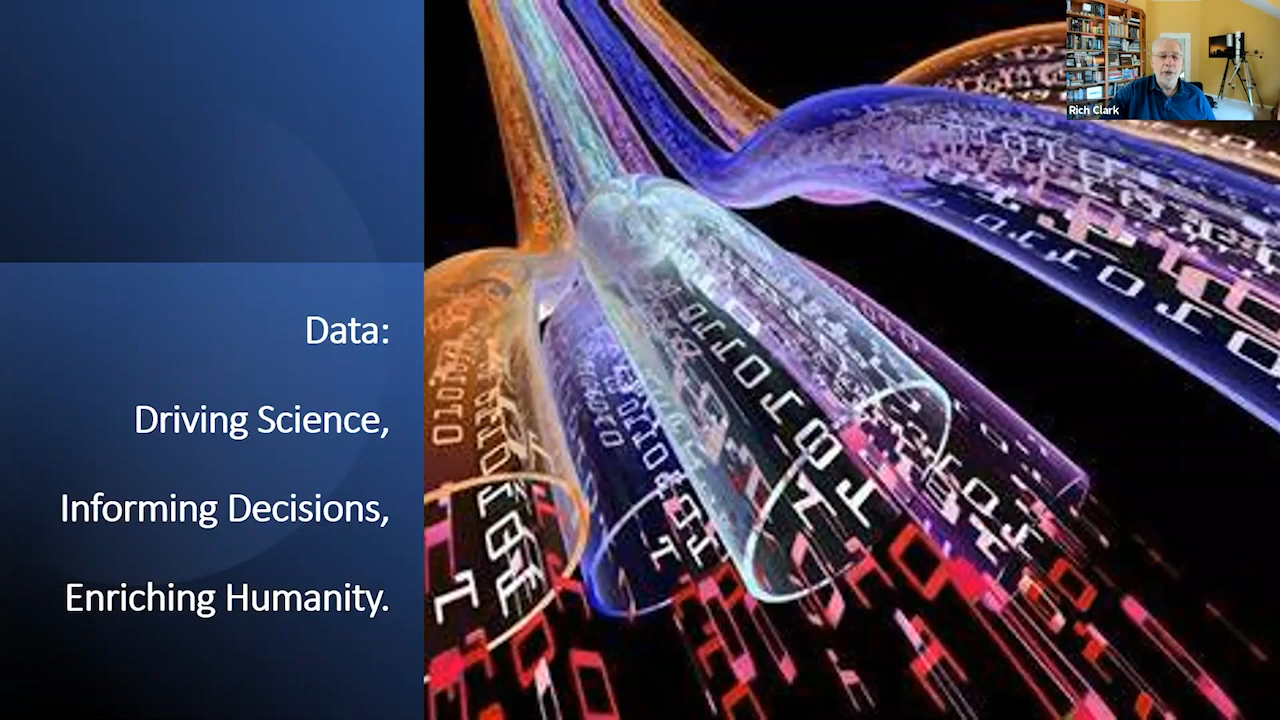 Data:
Driving Science,
Informing Decisions,
Enriching Humanity.
Rich Clark